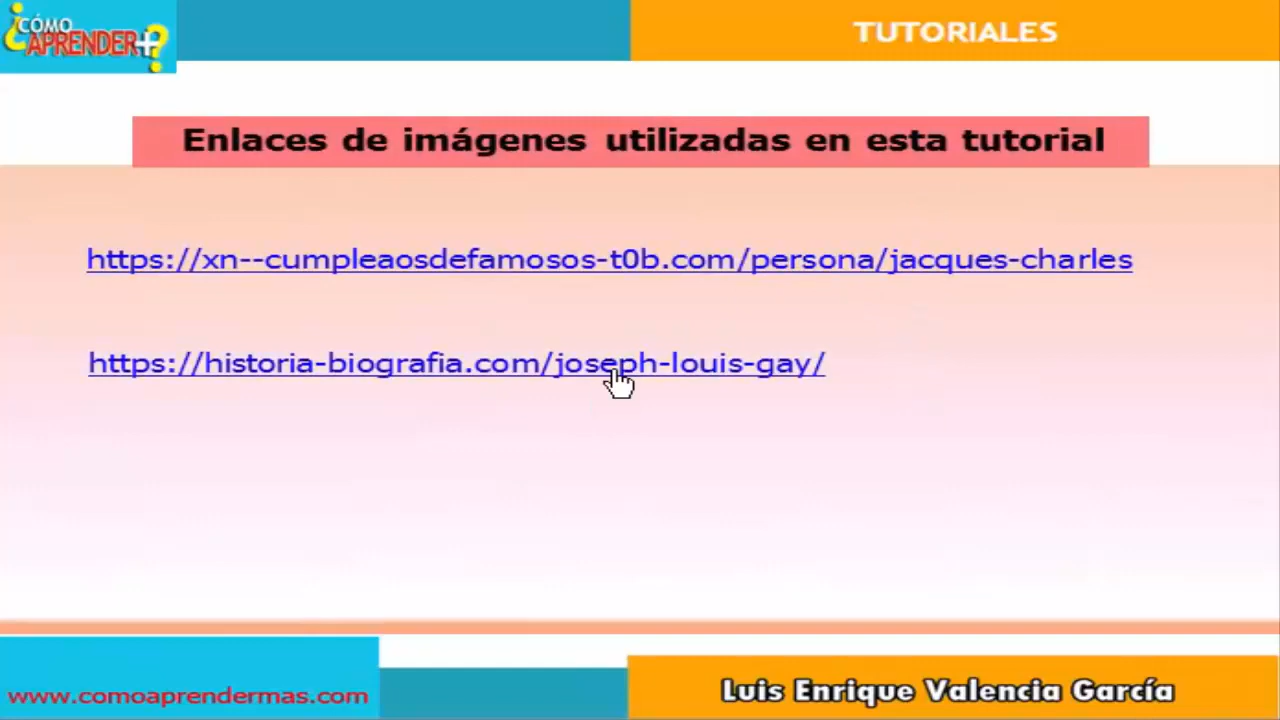 ¿CÓMO
APRENDER+?
TUTORIALES
Enlaces de imágenes utilizadas en esta tutorial
https://xn--cumpleaosdefamosos-t0b.com/persona/jacques-charles
https://historia-biografia.com/joseph-louis-gay/
www.comoaprendermas.com
Luis Enrique Valencia García